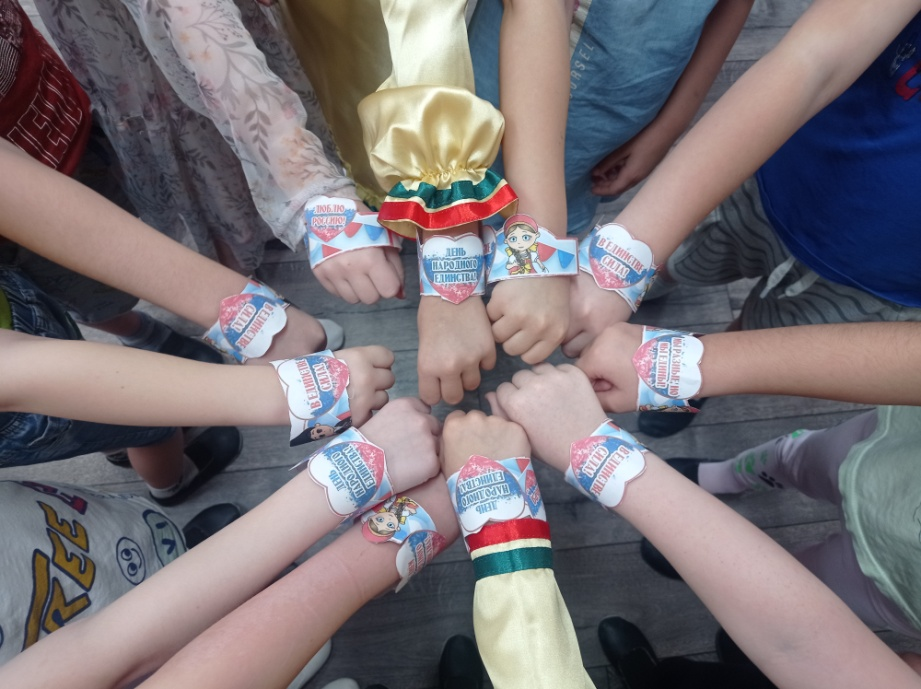 ЛЮБЛЮ
РОССИЮ!
ДЕНЬ
НАРОДНОГО
ЕДИНСТВА!
В ЕДИНСТВЕ
СИЛА!
МЫ РАЗНЫЕ, НО
МЫ ЕДИНЫ!
В ЕДИНСТВЕ
СИЛА!
В ЕДИНСТВЕ
СИЛА!
ДЕНЬ
НАРОДНОГО
ЕДИНСТВА!
ДЕНЬ
НАРОДНОГО
ЕДИНСТВА!
В ЕДИНСТВЕ
СИЛА!